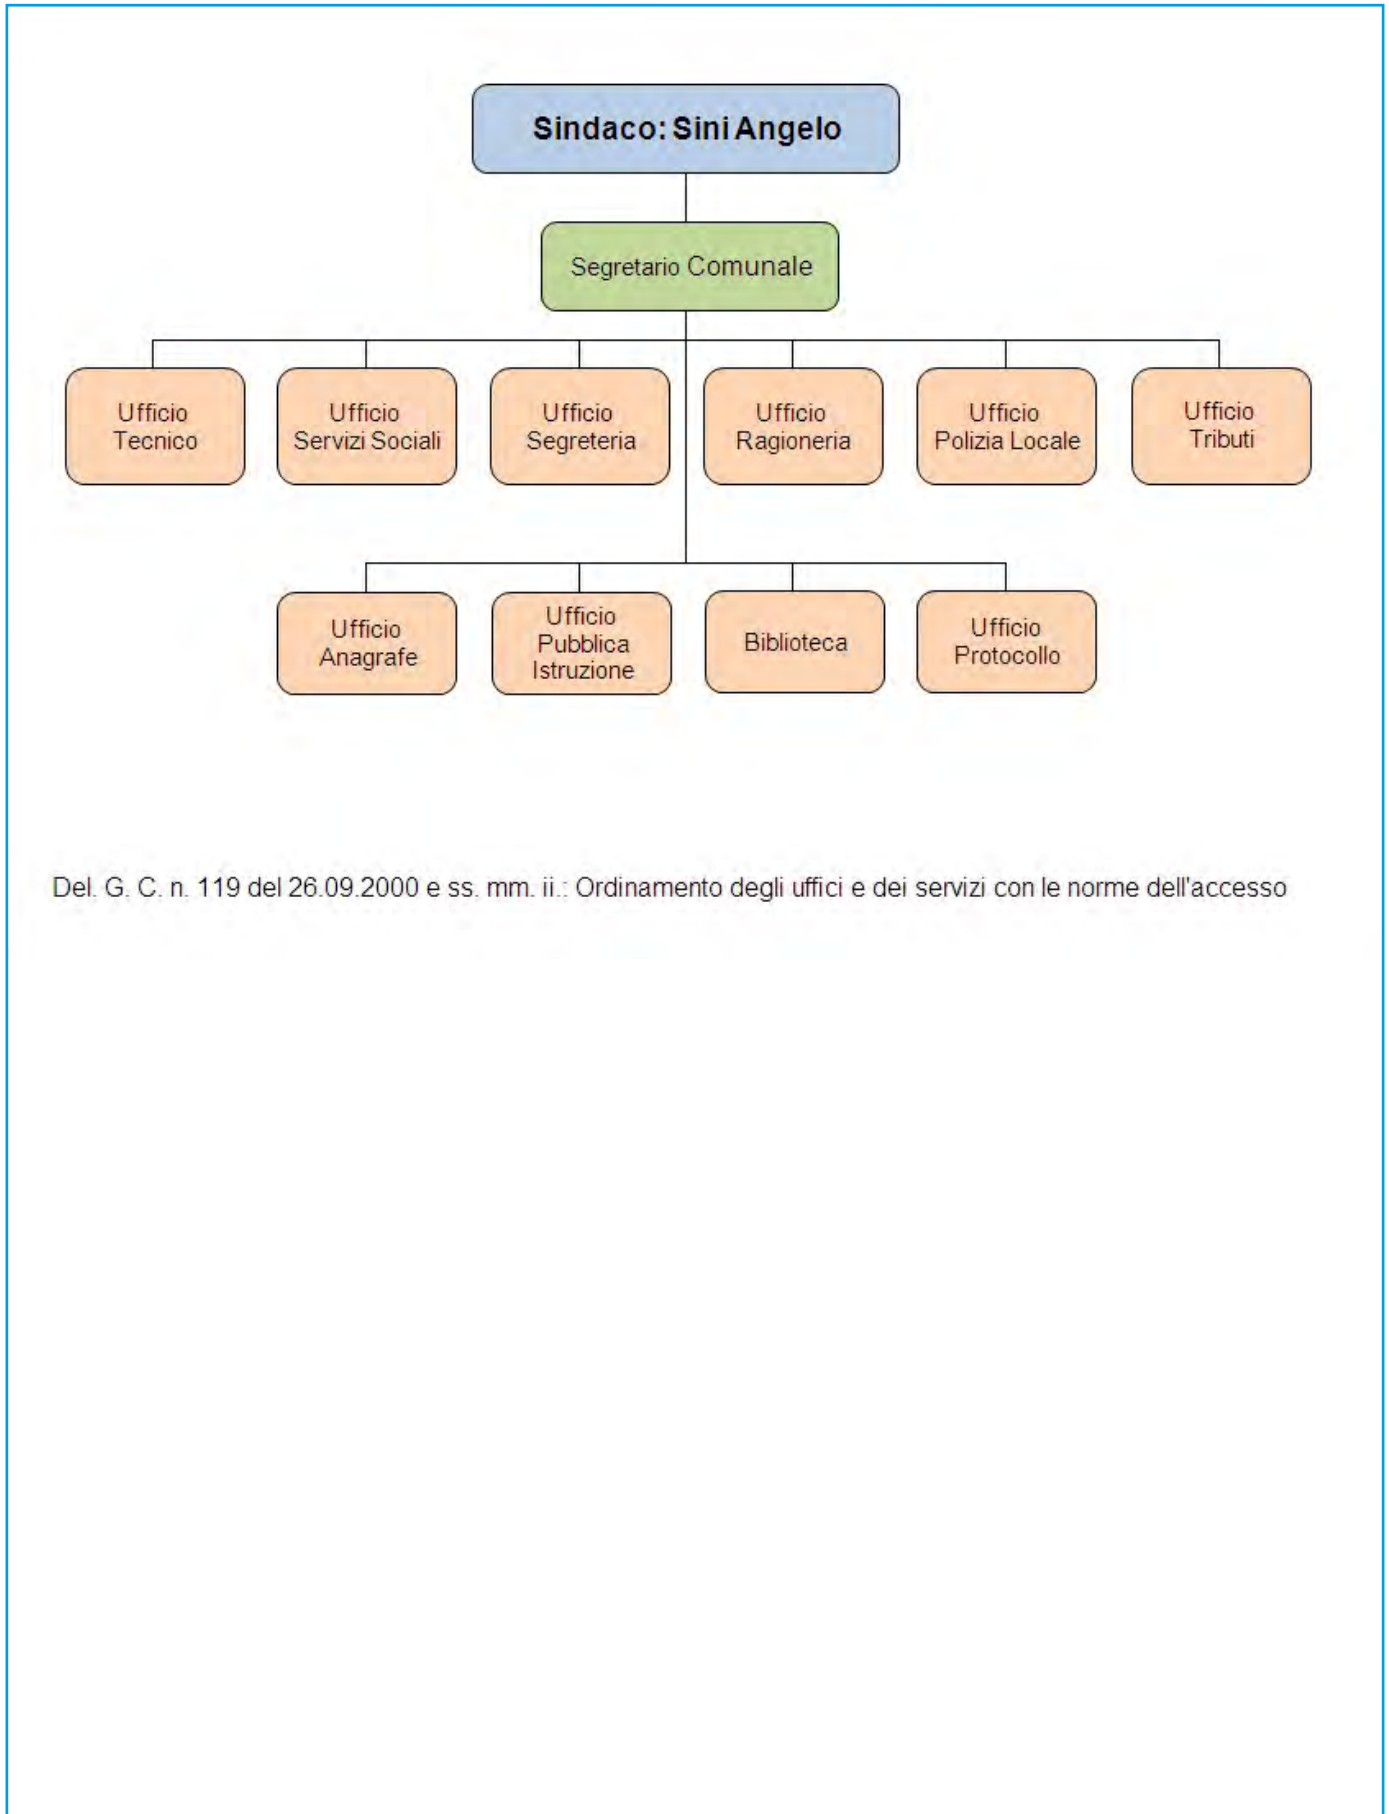 Sindaco: Sini Angelo
Segretario Comunale
Ufficio
Tecnico
Ufficio
Servizi Sociali
Ufficio
Segreteria
Ufficio
Ragioneria
Ufficio
Polizia Locale
Ufficio
Tributi
Ufficio
Anagrafe
Ufficio
Pubblica
Istruzione
Biblioteca
Ufficio
Protocollo
Del. G. C. n. 119 del 26.09.2000 e ss. mm. ii.: Ordinamento degli uffici e dei servizi con le norme dell'accesso